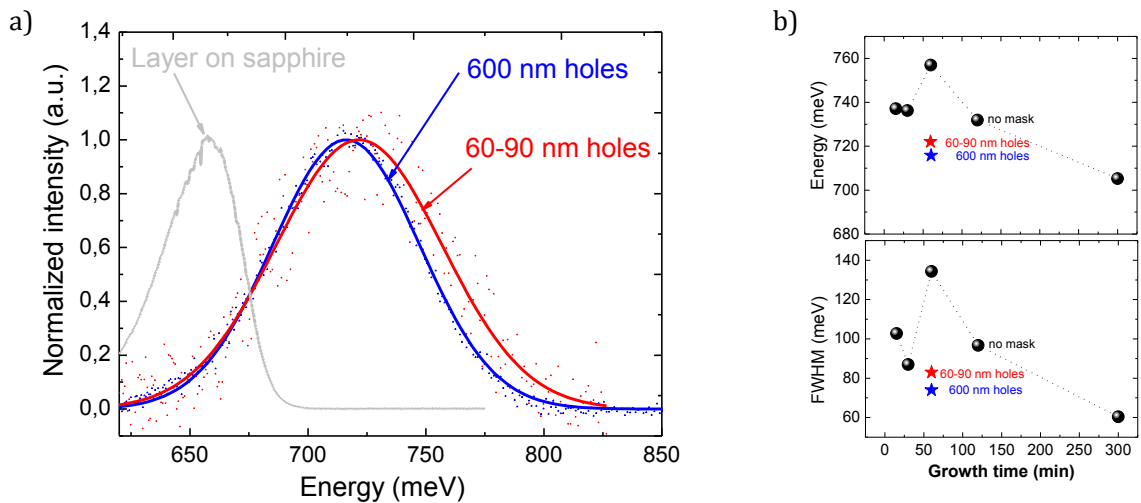 a)
1,4
1,2
1,0
0,8
0,6
0,4
0,2
0,0
Normalized intensity (a.u.)
Layer on sapphire
600 nm holes
60-90 nm holes
650
700
750
800
850
Energy (meV)
b)
760
740
720
700
680
Energy (meV)
no mask
60-90 nm holes
600 nm holes
140
120
100
80
60
FWHM (meV)
no mask
60-90 nm holes
600 nm holes
0
50
100
150
200
250
300
Growth time (min)